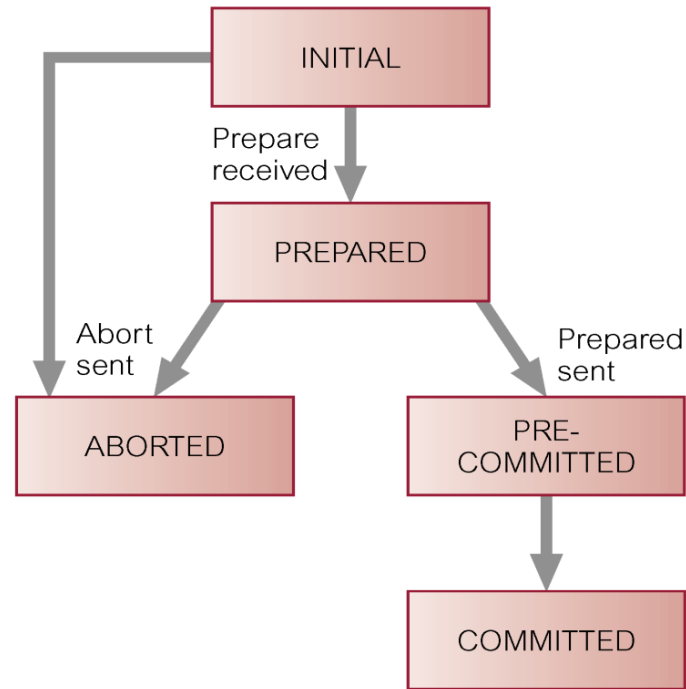 INITIAL
Prepare
received
PREPARED
Abort
sent
Prepared
sent
ABORTED
PRE-
COMMITTED
COMMITTED